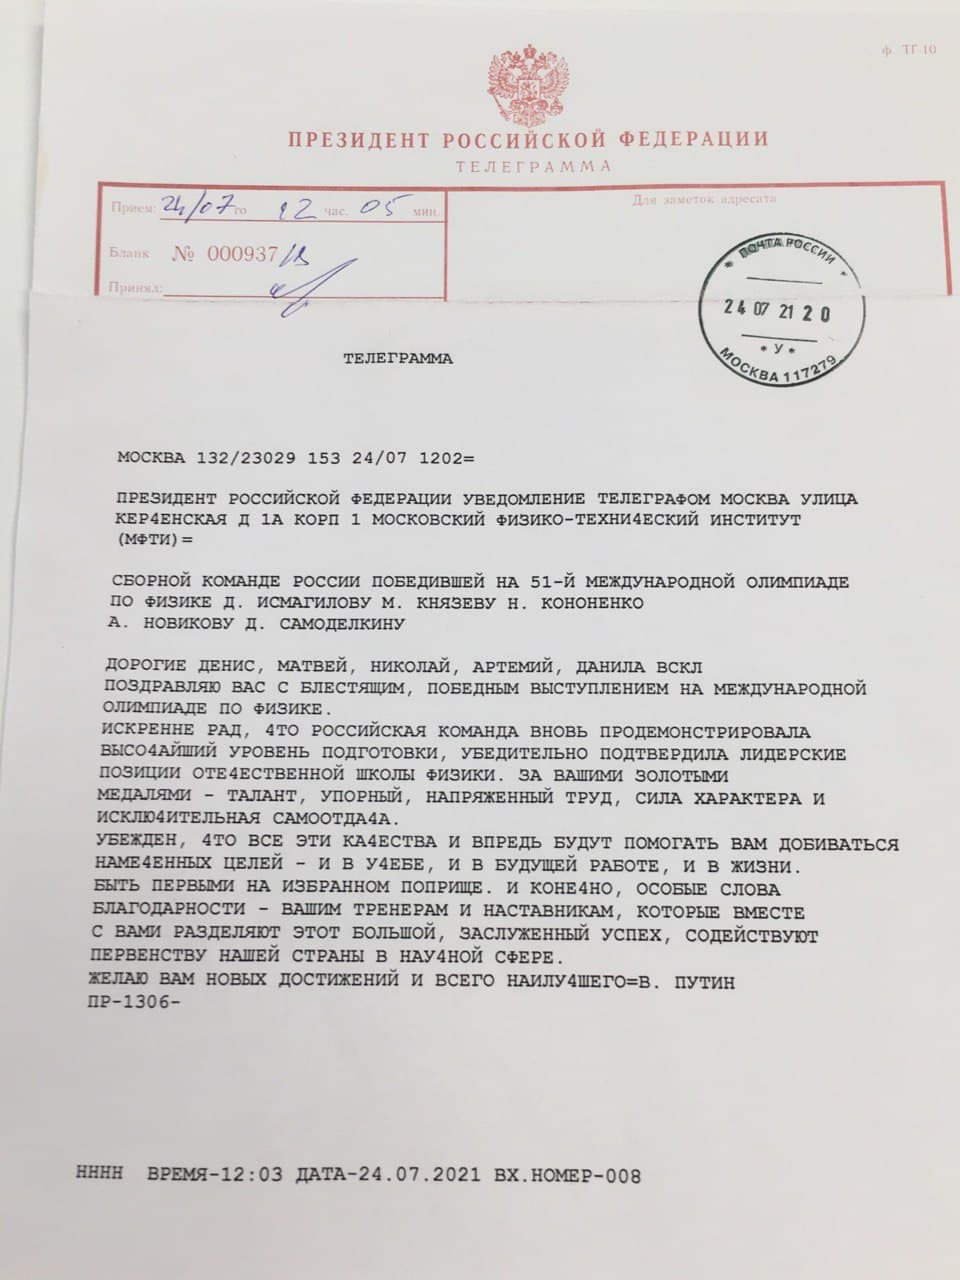 ф. ТГ-10
ПРЕЗИДЕНТ РОССИЙСКОЙ ФЕДЕРАЦИИ
ТЕЛЕГРАММА
Прием: 24/07 го 12 час. 05 мин.
Для заметок адресата
Бланк № 000937
Принял:
ПОЧТА РОССИИ
24 07 21 20
* У *
МОСКВА 117279
ТЕЛЕГРАММА
МОСКВА 132/23029 153 24/07 1202=
ПРЕЗИДЕНТ РОССИЙСКОЙ ФЕДЕРАЦИИ УВЕДОМЛЕНИЕ ТЕЛЕГРАФОМ МОСКВА УЛИЦА
КЕР4ЕНСКАЯ Д 1А КОРП 1 МОСКОВСКИЙ ФИЗИКО-ТЕХНИ4ЕСКИЙ ИНСТИТУТ
(МФТИ)=
СБОРНОЙ КОМАНДЕ РОССИИ ПОБЕДИВШЕЙ НА 51-Й МЕЖДУНАРОДНОЙ ОЛИМПИАДЕ
ПО ФИЗИКЕ Д. ИСМАГИЛОВУ М. КНЯЗЕВУ Н. КОНОНЕНКО
А. НОВИКОВУ Д. САМОДЕЛКИНУ
ДОРОГИЕ ДЕНИС, МАТВЕЙ, НИКОЛАЙ, АРТЕМИЙ, ДАНИЛА ВСКЛ
ПОЗДРАВЛЯЮ ВАС С БЛЕСТЯЩИМ, ПОБЕДНЫМ ВЫСТУПЛЕНИЕМ НА МЕЖДУНАРОДНОЙ
ОЛИМПИАДЕ ПО ФИЗИКЕ.
ИСКРЕННЕ РАД, 4ТО РОССИЙСКАЯ КОМАНДА ВНОВЬ ПРОДЕМОНСТРИРОВАЛА
ВЫСО4АЙШИЙ УРОВЕНЬ ПОДГОТОВКИ, УБЕДИТЕЛЬНО ПОДТВЕРДИЛА ЛИДЕРСКИЕ
ПОЗИЦИИ ОТЕ4ЕСТВЕННОЙ ШКОЛЫ ФИЗИКИ. ЗА ВАШИМИ ЗОЛОТЫМИ
МЕДАЛЯМИ - ТАЛАНТ, УПОРНЫЙ, НАПРЯЖЕННЫЙ ТРУД, СИЛА ХАРАКТЕРА И
ИСКЛЮ4ИТЕЛЬНАЯ САМООТДА4А.
УБЕЖДЕН, 4ТО ВСЕ ЭТИ КА4ЕСТВА И ВПРЕДЬ БУДУТ ПОМОГАТЬ ВАМ ДОБИВАТЬСЯ
НАМЕ4ЕННЫХ ЦЕЛЕЙ - И В У4ЕБЕ, И В БУДУЩЕЙ РАБОТЕ, И В ЖИЗНИ.
БЫТЬ ПЕРВЫМИ НА ИЗБРАННОМ ПОПРИЩЕ. И КОНЕ4НО, ОСОБЫЕ СЛОВА
БЛАГОДАРНОСТИ - ВАШИМ ТРЕНЕРАМ И НАСТАВНИКАМ, КОТОРЫЕ ВМЕСТЕ
С ВАМИ РАЗДЕЛЯЮТ ЭТОТ БОЛЬШОЙ, ЗАСЛУЖЕННЫЙ УСПЕХ, СОДЕЙСТВУЮТ
ПЕРВЕНСТВУ НАШЕЙ СТРАНЫ В НАУ4НОЙ СФЕРЕ.
ЖЕЛАЮ ВАМ НОВЫХ ДОСТИЖЕНИЙ И ВСЕГО НАИЛУ4ШЕГО=В. ПУТИН
ПР-1306-
НННН ВРЕМЯ-12:03 ДАТА-24.07.2021 ВХ.НОМЕР-008